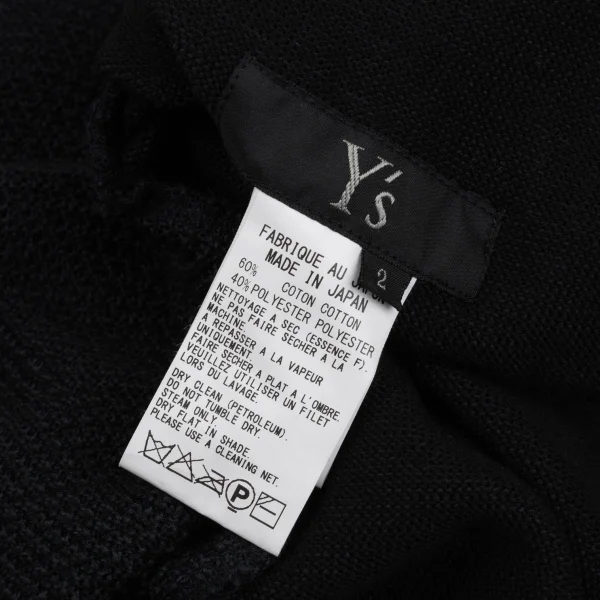 Y's
2
FABRIQUE AU JAPON
MADE IN JAPAN
60% COTON COTTON
40% POLYESTER POLYESTER
NETTOYAGE A SEC (ESSENCE F).
NE PAS FAIRE SECHER A LA
MACHINE.
A REPASSER A LA VAPEUR
UNIQUEMENT.
FAIRE SECHER A PLAT A L'OMBRE.
VEUILLEZ UTILISER UN FILET
LORS DU LAVAGE.
DRY CLEAN (PETROLEUM).
DO NOT TUMBLE DRY.
STEAM ONLY.
DRY FLAT IN SHADE.
PLEASE USE A CLEANING NET.
P